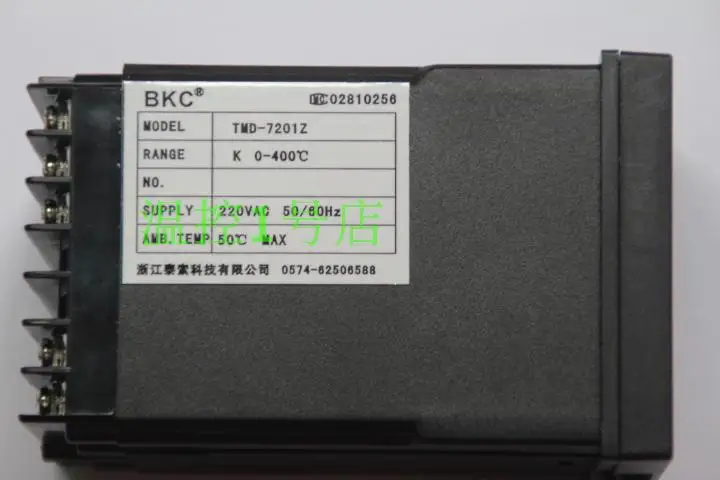 BKC® MC02810256
MODEL TMD-7201Z
RANGE K 0-400℃
NO.
SUPPLY 220VAC 50/60Hz
温控1号店
AMB.TEMP 50℃ MAX
浙江泰索科技有限公司 0574-62506588